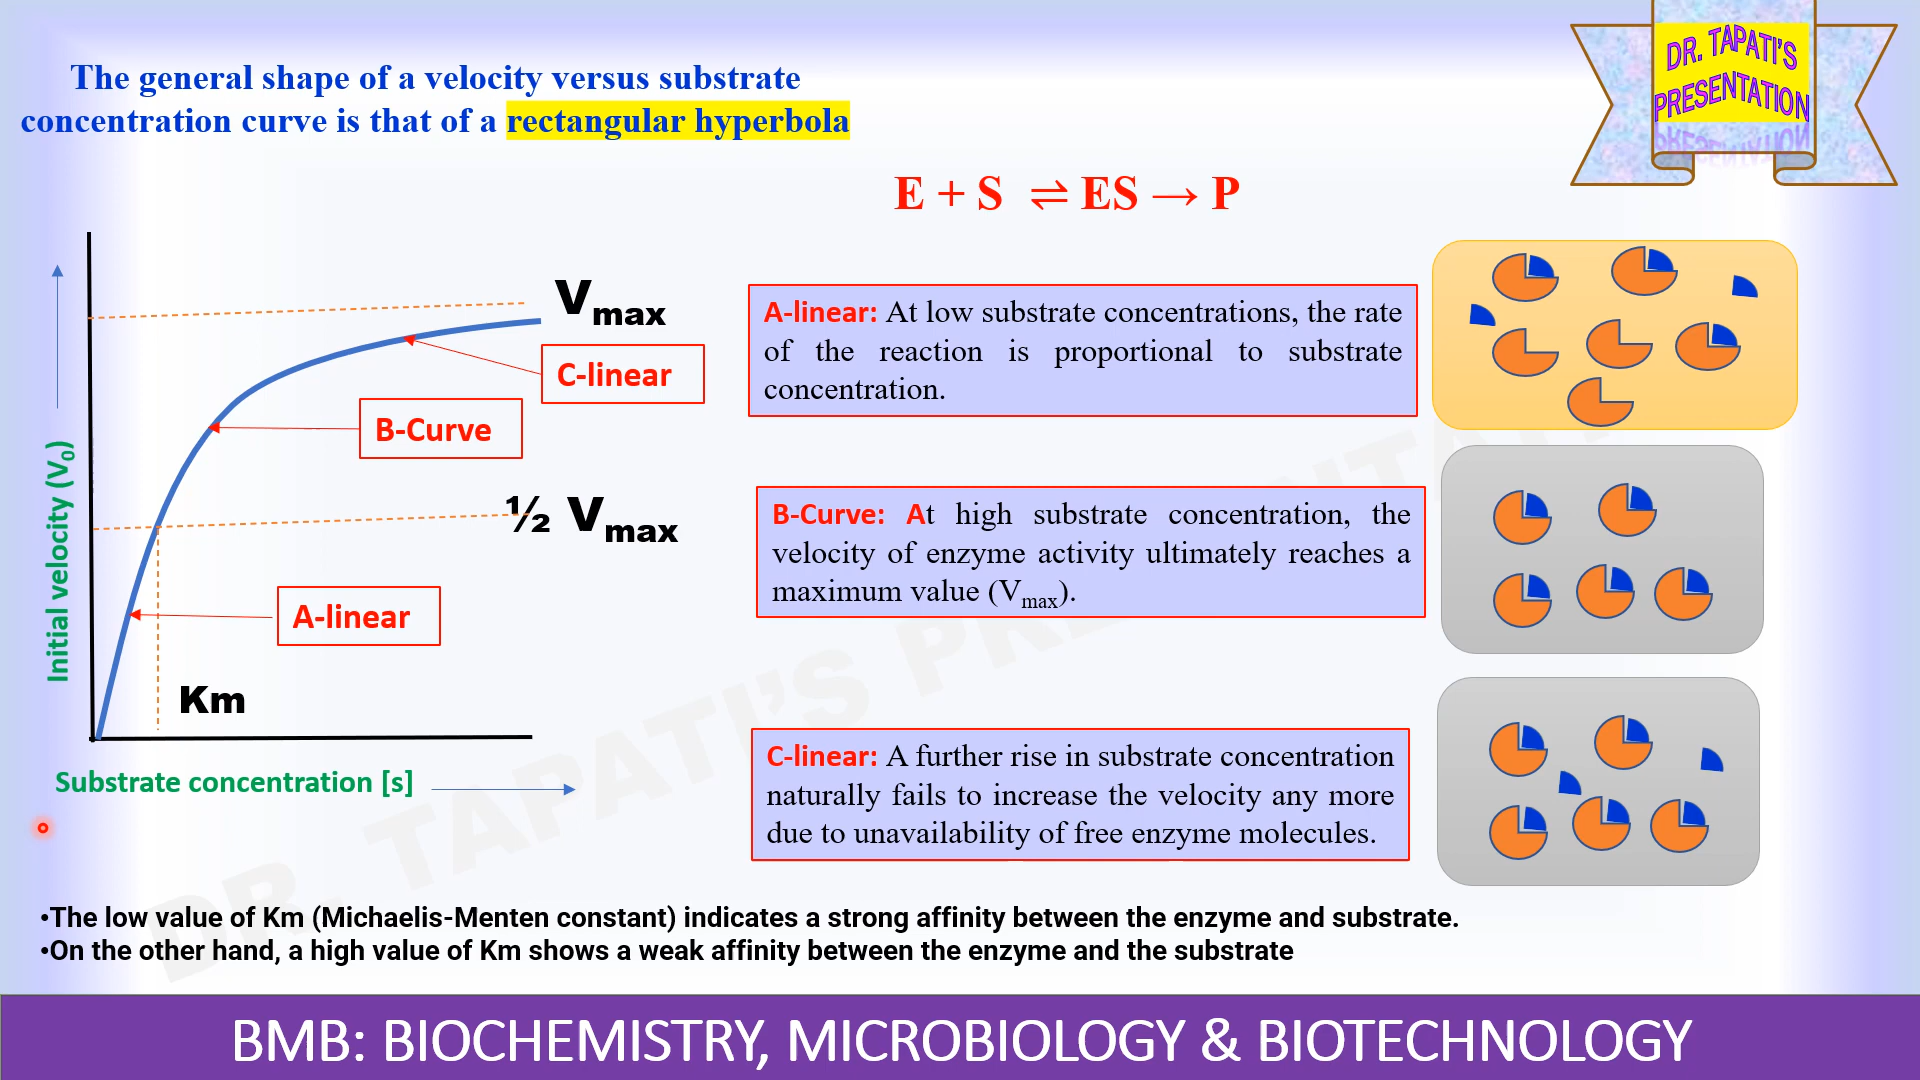 The general shape of a velocity versus substrate
concentration curve is that of a rectangular hyperbola
DR. TAPATI'S
PRESENTATION
E + S ⇌ ES → P
Vmax
C-linear
B-Curve
½ Vmax
A-linear
Km
Initial velocity (V₀)
Substrate concentration [s]
A-linear: At low substrate concentrations, the rate
of the reaction is proportional to substrate
concentration.
B-Curve: At high substrate concentration, the
velocity of enzyme activity ultimately reaches a
maximum value (Vmax).
C-linear: A further rise in substrate concentration
naturally fails to increase the velocity any more
due to unavailability of free enzyme molecules.
DR. TAPATI'S PRESENTATI
•The low value of Km (Michaelis-Menten constant) indicates a strong affinity between the enzyme and substrate.
•On the other hand, a high value of Km shows a weak affinity between the enzyme and the substrate
BMB: BIOCHEMISTRY, MICROBIOLOGY & BIOTECHNOLOGY